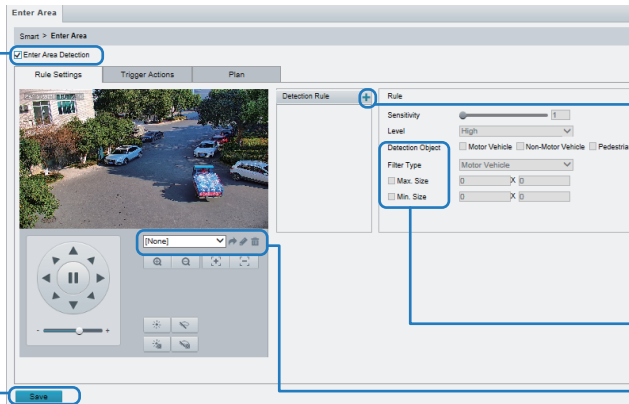 Enter Area
Smart > Enter Area
Enter Area Detection
Rule Settings Trigger Actions Plan
Detection Rule
Rule
Sensitivity 1
Level High
Detection Object Motor Vehicle Non-Motor Vehicle Pedestria
Filter Type Motor Vehicle
Max. Size 0 X 0
Min. Size 0 X 0
[None]
- +
Save